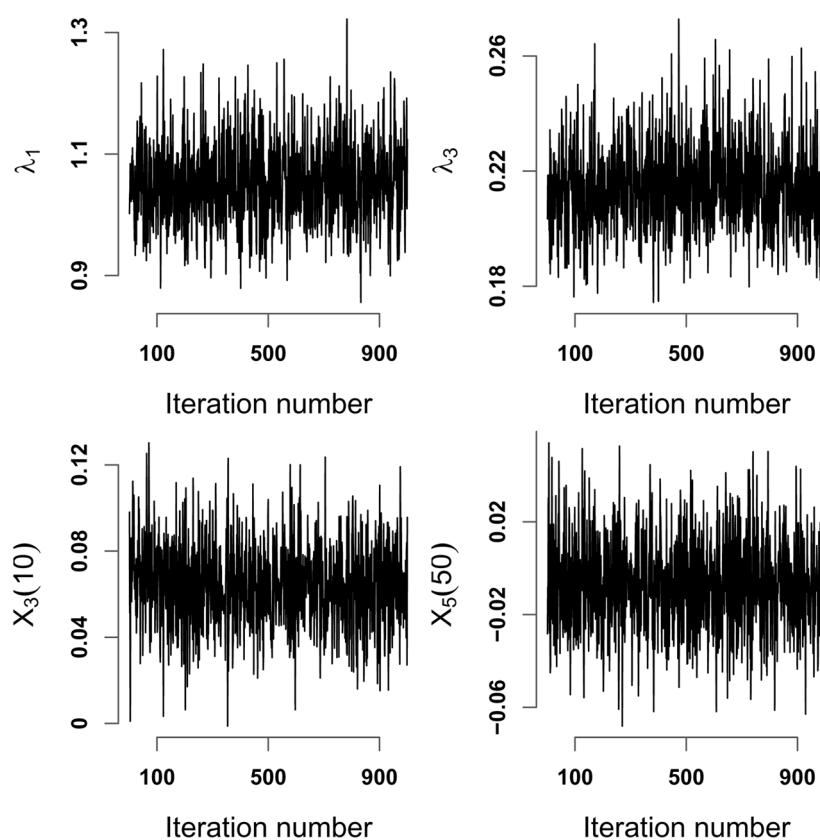 λ1
1.3
1.1
0.9
100 500 900
Iteration number
λ3
0.26
0.22
0.18
100 500 900
Iteration number
X3(10)
0.12
0.08
0.04
0
100 500 900
Iteration number
X5(50)
0.02
−0.02
−0.06
100 500 900
Iteration number